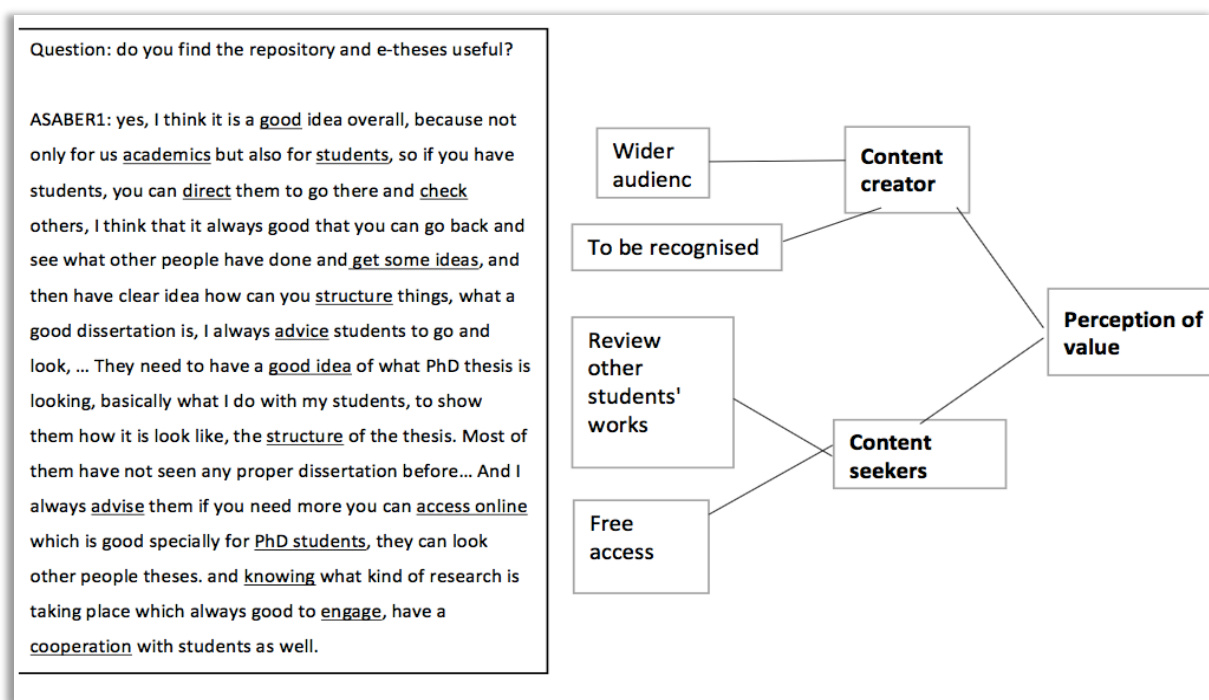 Question: do you find the repository and e-theses useful?
ASABER1: yes, I think it is a good idea overall, because not
only for us academics but also for students, so if you have
students, you can direct them to go there and check
others, I think that it always good that you can go back and
see what other people have done and get some ideas, and
then have clear idea how can you structure things, what a
good dissertation is, I always advice students to go and
look, ... They need to have a good idea of what PhD thesis is
looking, basically what I do with my students, to show
them how it is look like, the structure of the thesis. Most of
them have not seen any proper dissertation before... And I
always advise them if you need more you can access online
which is good specially for PhD students, they can look
other people theses. and knowing what kind of research is
taking place which always good to engage, have a
cooperation with students as well.
Wider
audienc
To be recognised
Review
other
students'
works
Free
access
Content
creator
Content
seekers
Perception of
value